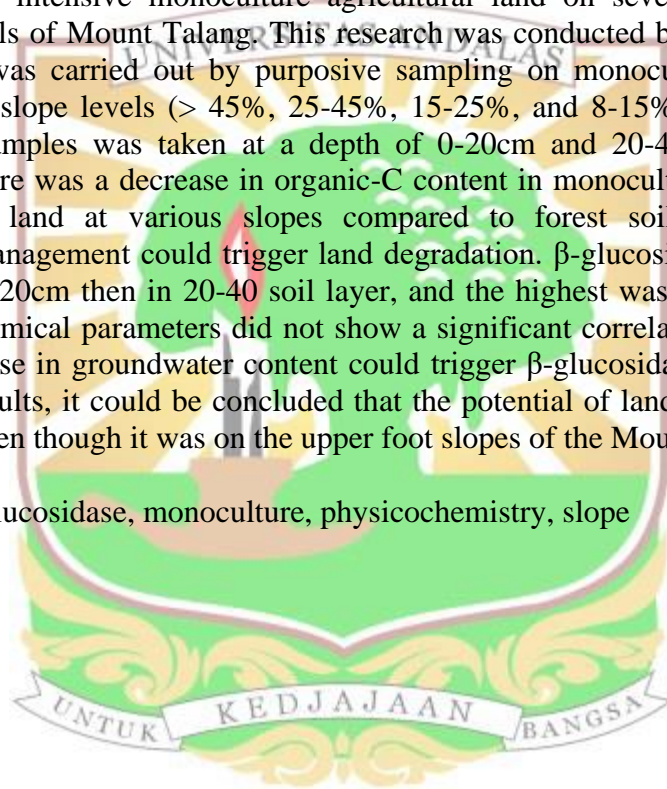 intensive monoculture agricultural land on seve
ls of Mount Talang. This research was conducted b
UNIVERSITAS ANDALAS
was carried out by purposive sampling on monocu
slope levels (> 45%, 25-45%, 15-25%, and 8-15%
mples was taken at a depth of 0-20cm and 20-4
re was a decrease in organic-C content in monocult
land at various slopes compared to forest soil
anagement could trigger land degradation. β-glucosi
20cm then in 20-40 soil layer, and the highest was
mical parameters did not show a significant correla
se in groundwater content could trigger β-glucosida
ults, it could be concluded that the potential of land
en though it was on the upper foot slopes of the Mou
lucosidase, monoculture, physicochemistry, slope
UNTUK KEDJAJAAN BANGSA